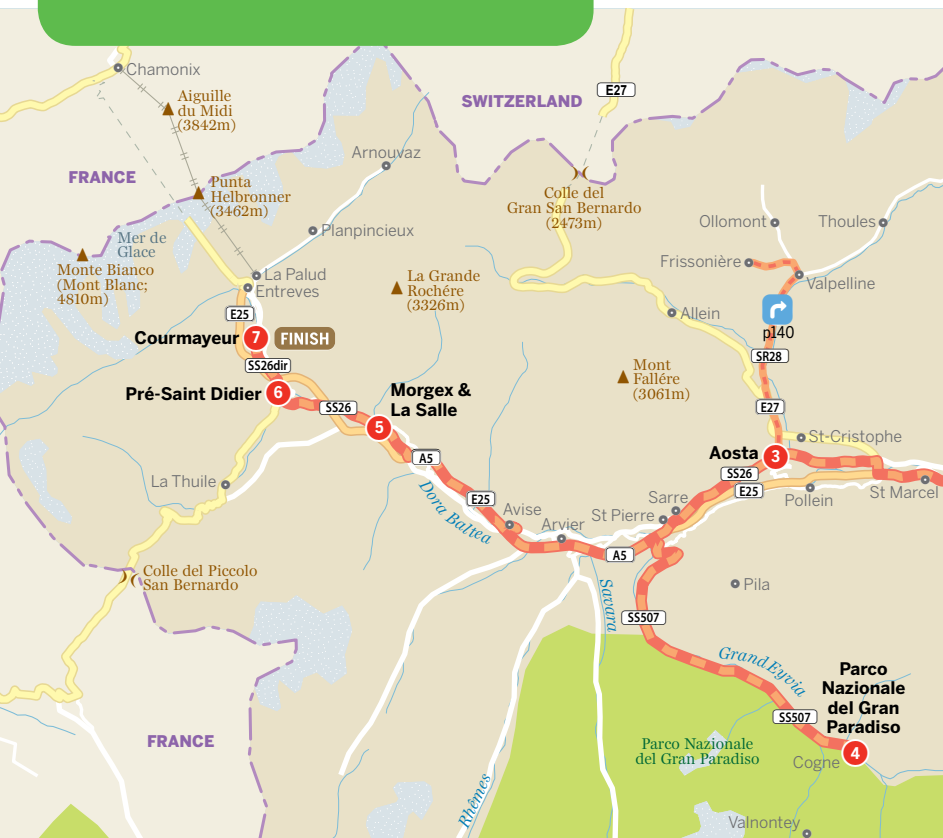 Chamonix
Aiguille
du Midi
(3842m)
SWITZERLAND
E27
FRANCE
Arnouvaz
Punta
Helbronner
(3462m)
Colle del
Gran San Bernardo
(2473m)
Ollomont
Thoules
Planpincieux
Mer de
Glace
Frissonière
Valpelline
Monte Bianco
(Mont Blanc;
4810m)
La Palud
Entreves
La Grande
Rochére
(3326m)
Allein
p140
E25
Courmayeur
7
FINISH
SS26dir
SR28
Pré-Saint Didier
6
Morgex &
La Salle
SS26
5
Mont
Fallére
(3061m)
E27
St-Cristophe
Aosta
3
A5
SS26
E25
La Thuile
Dora Baltea
E25
Avise
Arvier
St Pierre
Sarre
Pollein
St Marcel
A5
Colle del Piccolo
San Bernardo
Savara
Pila
SS507
Grand Eyvia
Parco
Nazionale
del Gran
Paradiso
SS507
4
FRANCE
Parco Nazionale
del Gran Paradiso
Cogne
Rhêmes
Valnontey